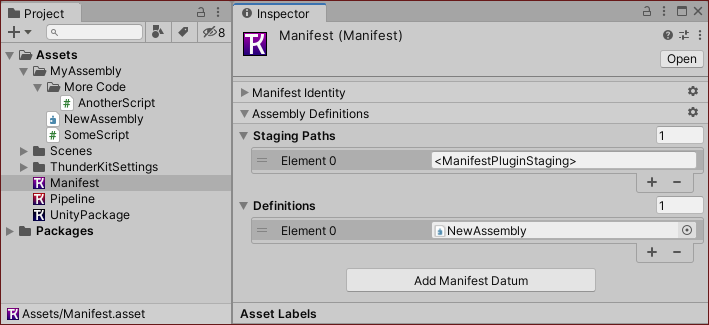 Project
8
Assets
MyAssembly
More Code
AnotherScript
NewAssembly
SomeScript
Scenes
ThunderKitSettings
Manifest
Pipeline
UnityPackage
Packages
Assets/Manifest.asset
Inspector
Manifest (Manifest)
Open
Manifest Identity
Assembly Definitions
Staging Paths 1
Element 0 <ManifestPluginStaging>
Definitions 1
Element 0 NewAssembly
Add Manifest Datum
Asset Labels